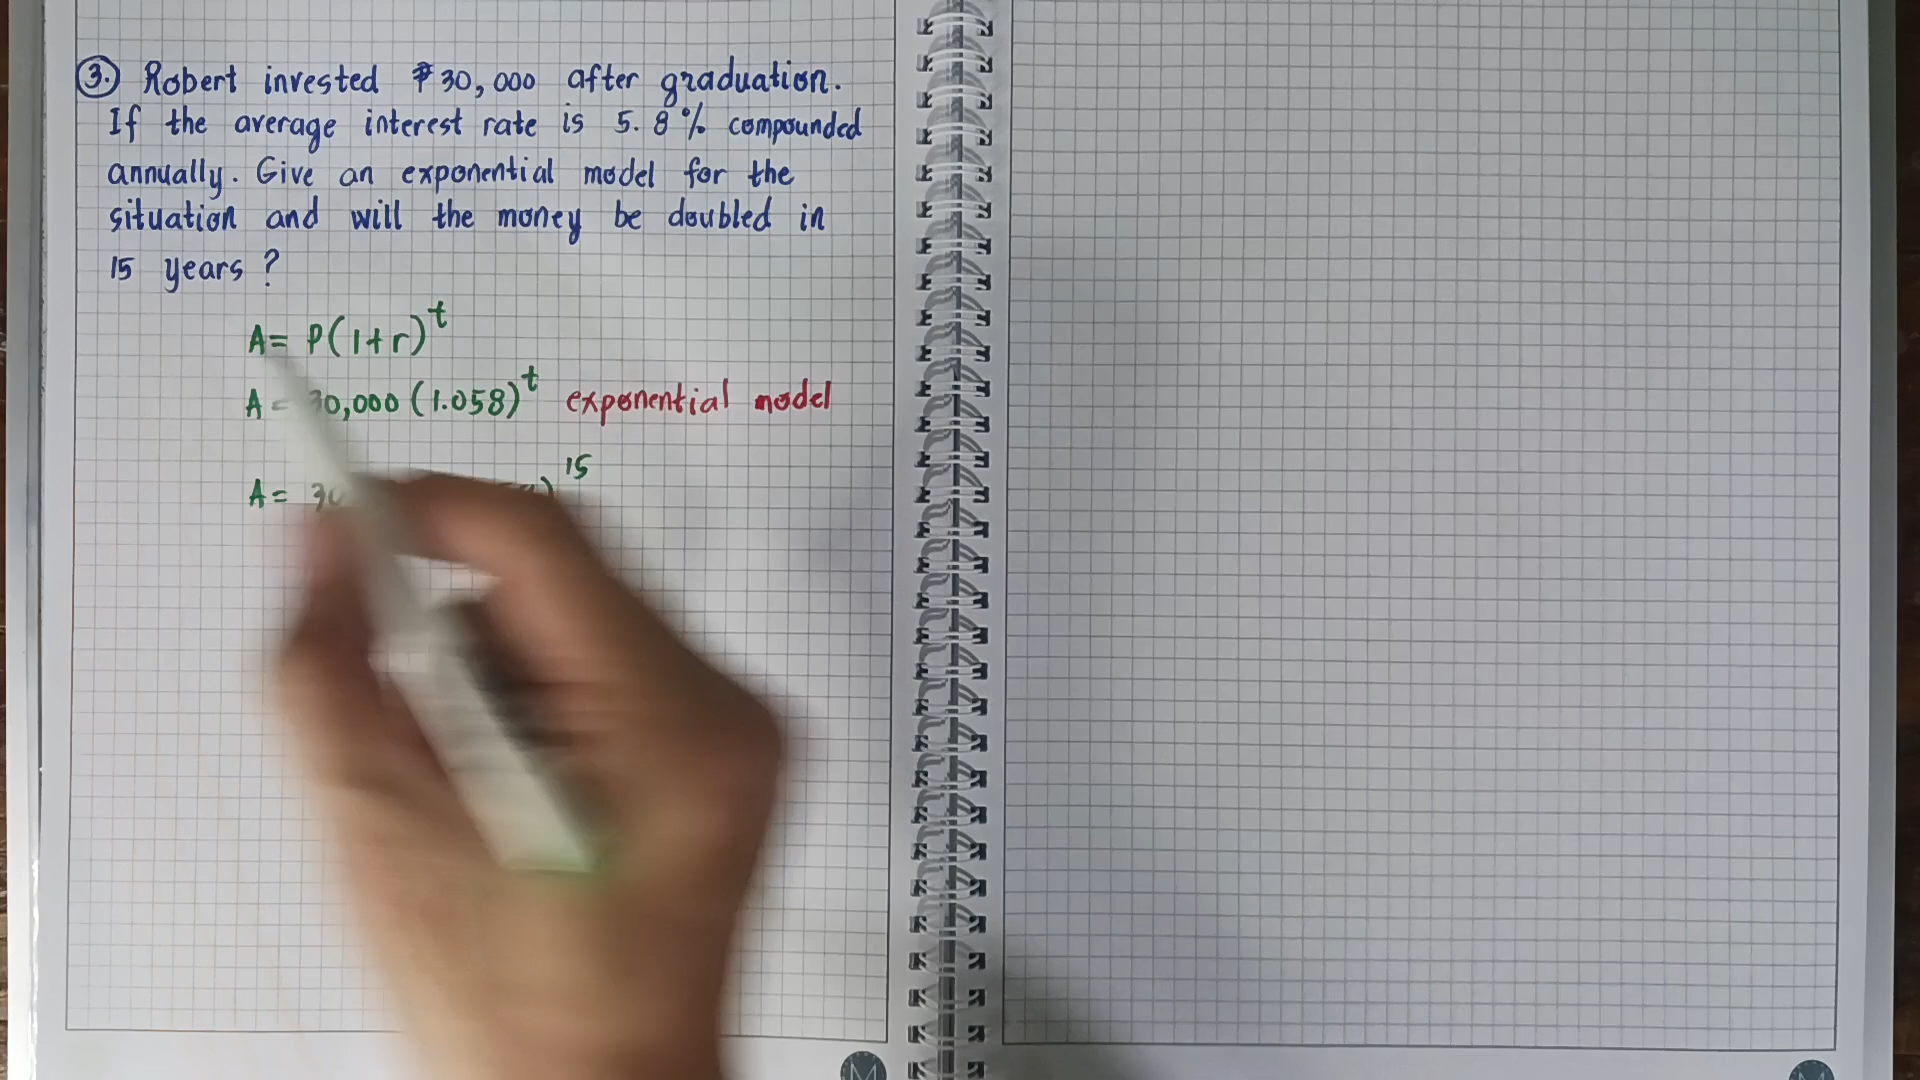 3. Robert invested ₱30,000 after graduation.
If the average interest rate is 5.8% compounded
annually. Give an exponential model for the
situation and will the money be doubled in
15 years?
A = P(1+r)^t
A = 30,000 (1.058)^t exponential model
A = 15
M